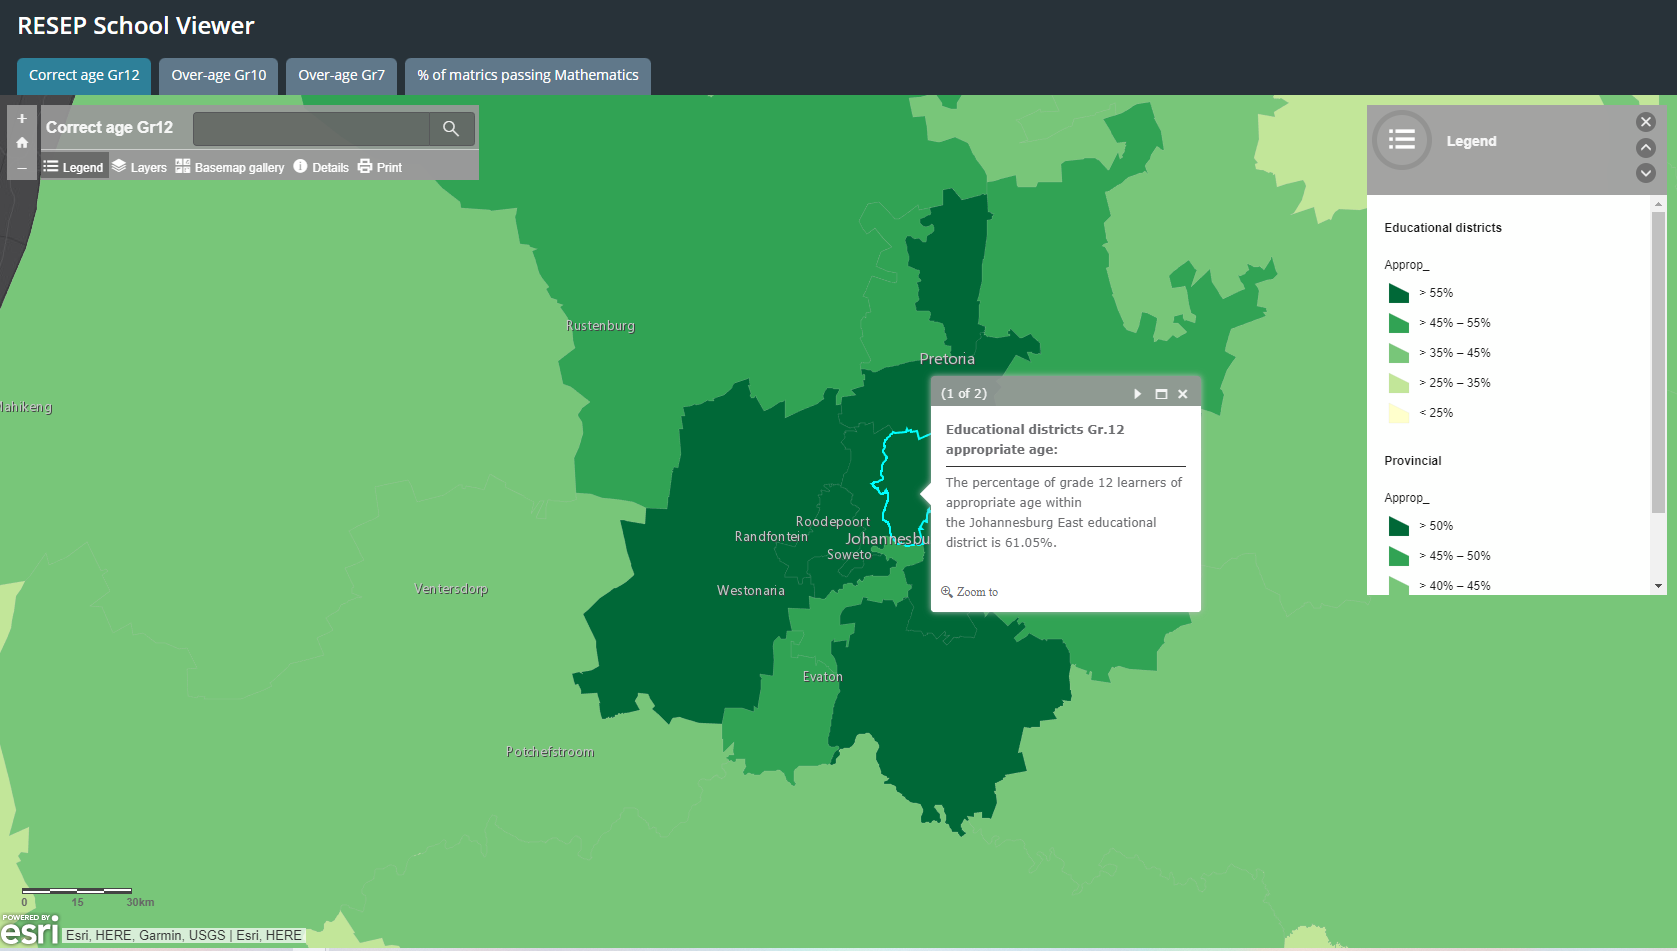 RESEP School Viewer
Correct age Gr12
Over-age Gr10
Over-age Gr7
% of matrics passing Mathematics
Correct age Gr12
Legend
Layers
Basemap gallery
Details
Print
Legend
Educational districts
Approp_
> 55%
> 45% – 55%
> 35% – 45%
> 25% – 35%
< 25%
Provincial
Approp_
> 50%
> 45% – 50%
> 40% – 45%
Rustenburg
Pretoria
ahikeng
(1 of 2)
Educational districts Gr.12
appropriate age:
The percentage of grade 12 learners of
appropriate age within
the Johannesburg East educational
district is 61.05%.
Zoom to
Roodepoort
Randfontein
Johannesbu
Soweto
Westonaria
Ventersdorp
Evaton
Potchefstroom
0 15 30km
POWERED BY
esri
Esri, HERE, Garmin, USGS | Esri, HERE